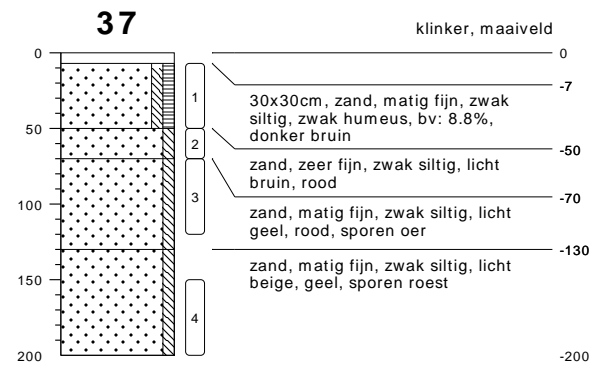 37
klinker, maaiveld
0
0
-7
1
30x30cm, zand, matig fijn, zwak
siltig, zwak humeus, bv: 8.8%,
donker bruin
50
-50
2
zand, zeer fijn, zwak siltig, licht
bruin, rood
-70
3
100
zand, matig fijn, zwak siltig, licht
geel, rood, sporen oer
-130
150
zand, matig fijn, zwak siltig, licht
beige, geel, sporen roest
4
200
-200